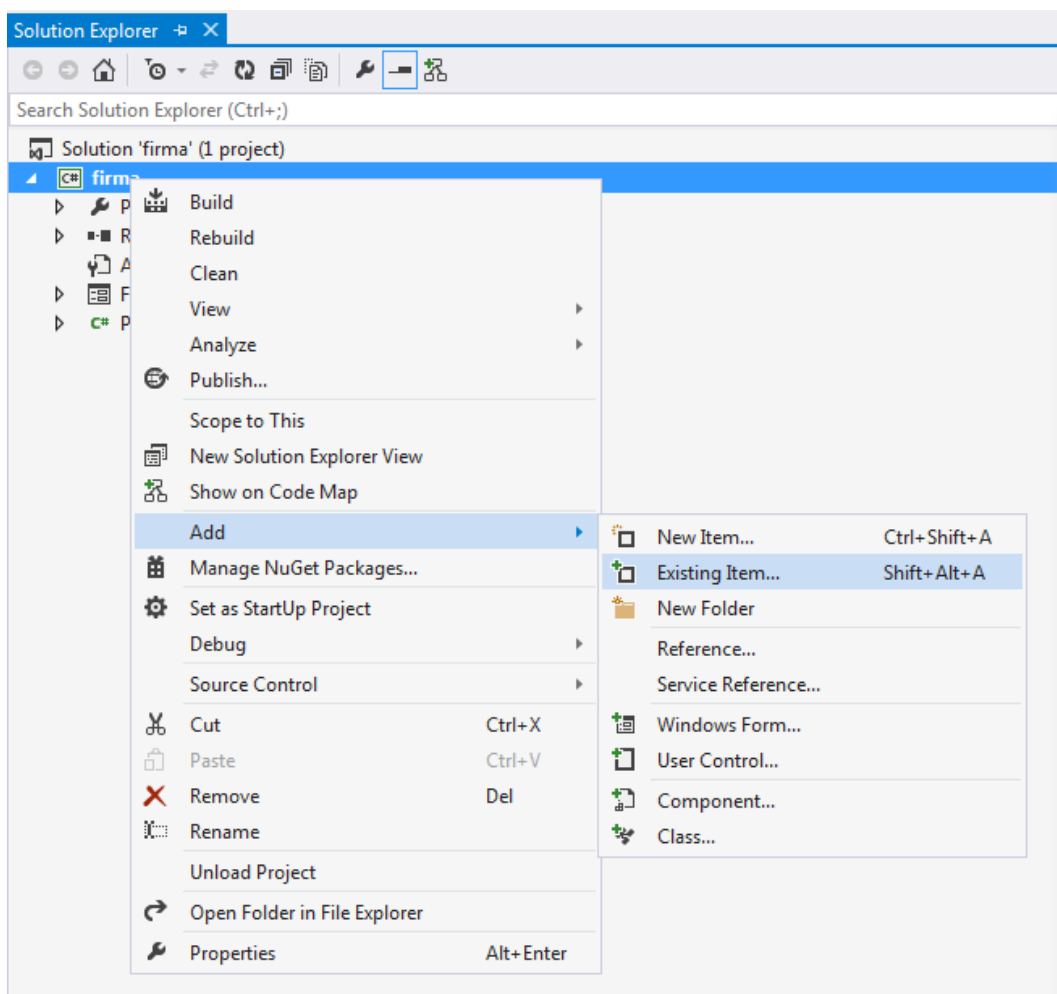 Solution Explorer
Search Solution Explorer (Ctrl+;)
Solution 'firma' (1 project)
C# firma
P
R
A
F
C# P
Build
Rebuild
Clean
View
Analyze
Publish...
Scope to This
New Solution Explorer View
Show on Code Map
Add
Manage NuGet Packages...
Set as StartUp Project
Debug
Source Control
Cut Ctrl+X
Paste Ctrl+V
Remove Del
Rename
Unload Project
Open Folder in File Explorer
Properties Alt+Enter
New Item... Ctrl+Shift+A
Existing Item... Shift+Alt+A
New Folder
Reference...
Service Reference...
Windows Form...
User Control...
Component...
Class...